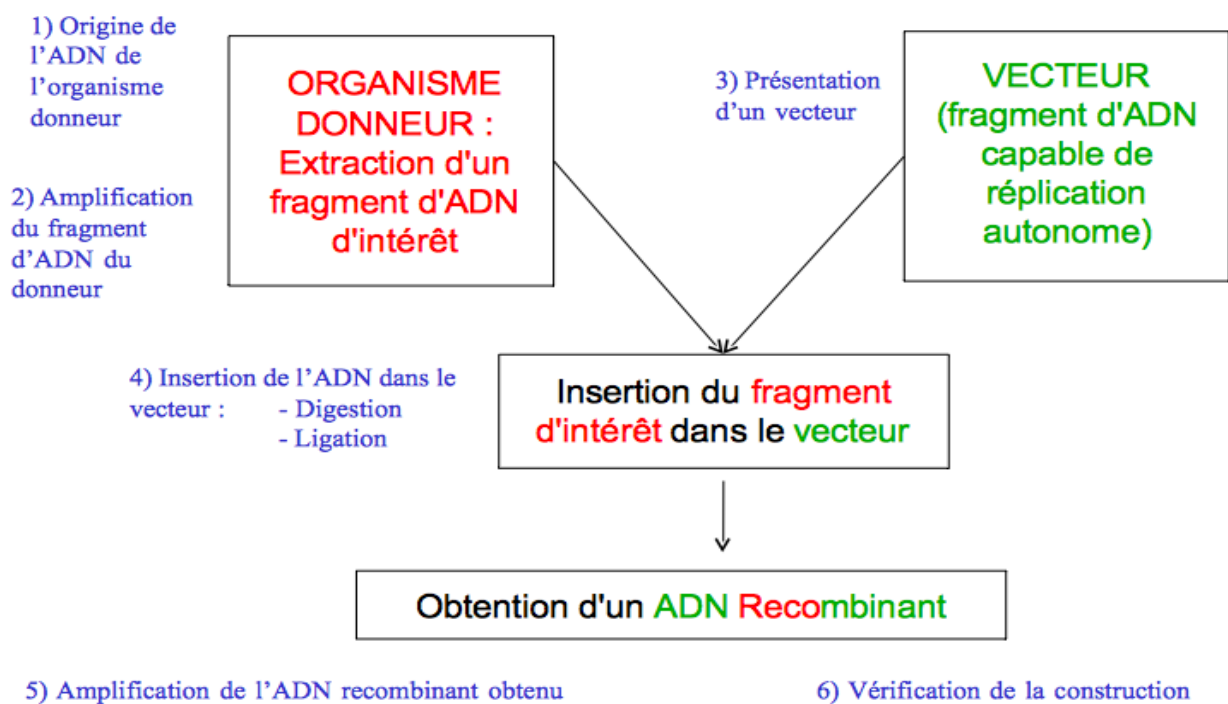 1) Origine de
l'ADN de
l'organisme
donneur
2) Amplification
du fragment
d'ADN du
donneur
ORGANISME
DONNEUR :
Extraction d'un
fragment d'ADN
d'intérêt
3) Présentation
d'un vecteur
VECTEUR
(fragment d'ADN
capable de
réplication
autonome)
4) Insertion de l'ADN dans le
vecteur : - Digestion
- Ligation
Insertion du fragment
d'intérêt dans le vecteur
Obtention d'un ADN Recombinant
5) Amplification de l'ADN recombinant obtenu
6) Vérification de la construction